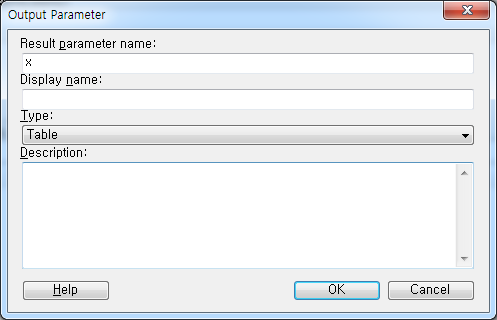 Output Parameter
Result parameter name:
x
Display name:
Type:
Table
Description:
Help
OK
Cancel